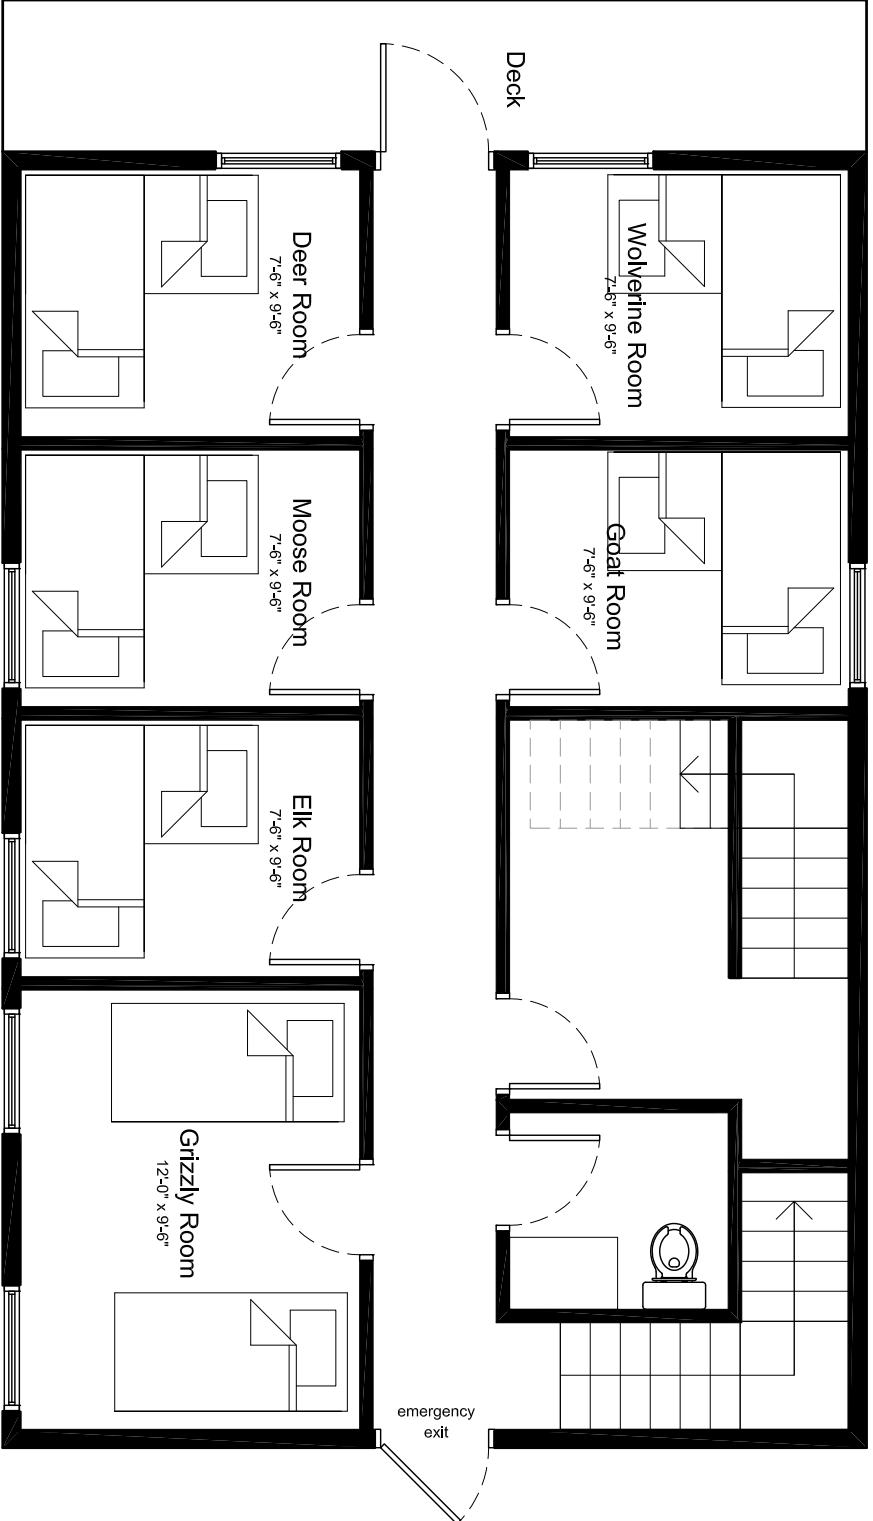 Deck
Wolverine Room
7'-6" x 9'-6"
Deer Room
7'-6" x 9'-6"
Goat Room
7'-6" x 9'-6"
Moose Room
7'-6" x 9'-6"
Elk Room
7'-6" x 9'-6"
Grizzly Room
12'-0" x 9'-6"
emergency
exit